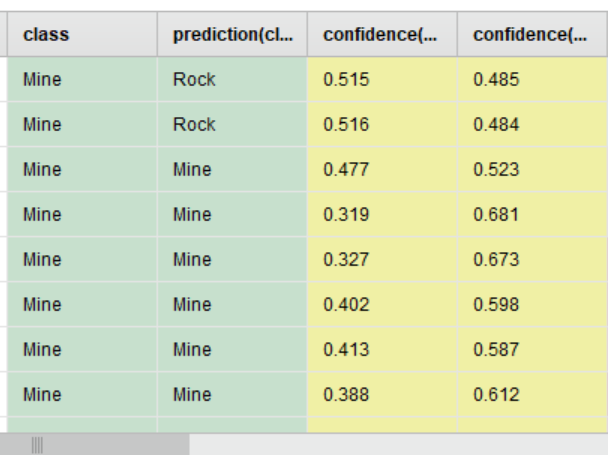 class prediction(cl... confidence(... confidence(...
Mine Rock 0.515 0.485
Mine Rock 0.516 0.484
Mine Mine 0.477 0.523
Mine Mine 0.319 0.681
Mine Mine 0.327 0.673
Mine Mine 0.402 0.598
Mine Mine 0.413 0.587
Mine Mine 0.388 0.612